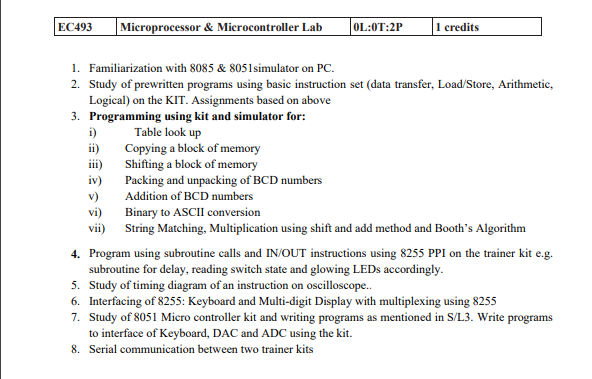 EC493 Microprocessor & Microcontroller Lab 0L:0T:2P 1 credits
1. Familiarization with 8085 & 8051simulator on PC.
2. Study of prewritten programs using basic instruction set (data transfer, Load/Store, Arithmetic,
Logical) on the KIT. Assignments based on above
3. Programming using kit and simulator for:
i) Table look up
ii) Copying a block of memory
iii) Shifting a block of memory
iv) Packing and unpacking of BCD numbers
v) Addition of BCD numbers
vi) Binary to ASCII conversion
vii) String Matching, Multiplication using shift and add method and Booth's Algorithm
4. Program using subroutine calls and IN/OUT instructions using 8255 PPI on the trainer kit e.g.
subroutine for delay, reading switch state and glowing LEDs accordingly.
5. Study of timing diagram of an instruction on oscilloscope..
6. Interfacing of 8255: Keyboard and Multi-digit Display with multiplexing using 8255
7. Study of 8051 Micro controller kit and writing programs as mentioned in S/L3. Write programs
to interface of Keyboard, DAC and ADC using the kit.
8. Serial communication between two trainer kits